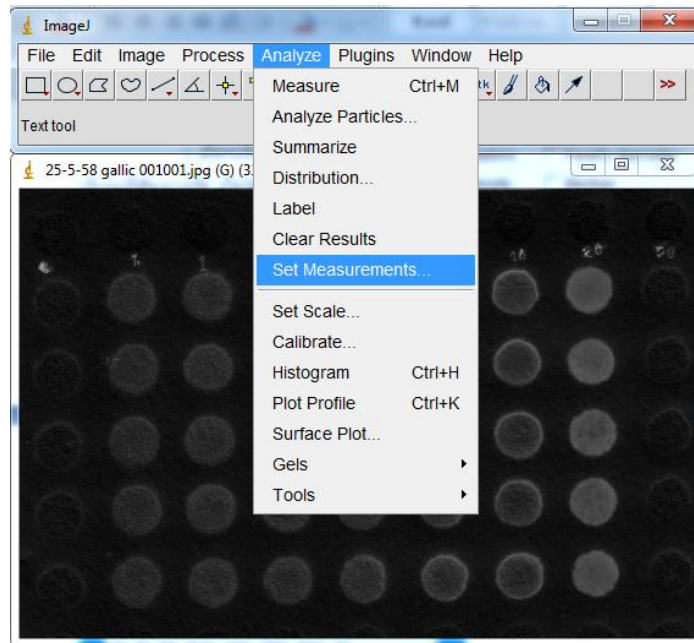 ImageJ
File Edit Image Process Analyze Plugins Window Help
Text tool
>>
25-5-58 gallic 001001.jpg (G) (3
Measure Ctrl+M
Analyze Particles...
Summarize
Distribution...
Label
Clear Results
Set Measurements...
Set Scale...
Calibrate...
Histogram Ctrl+H
Plot Profile Ctrl+K
Surface Plot...
Gels
Tools